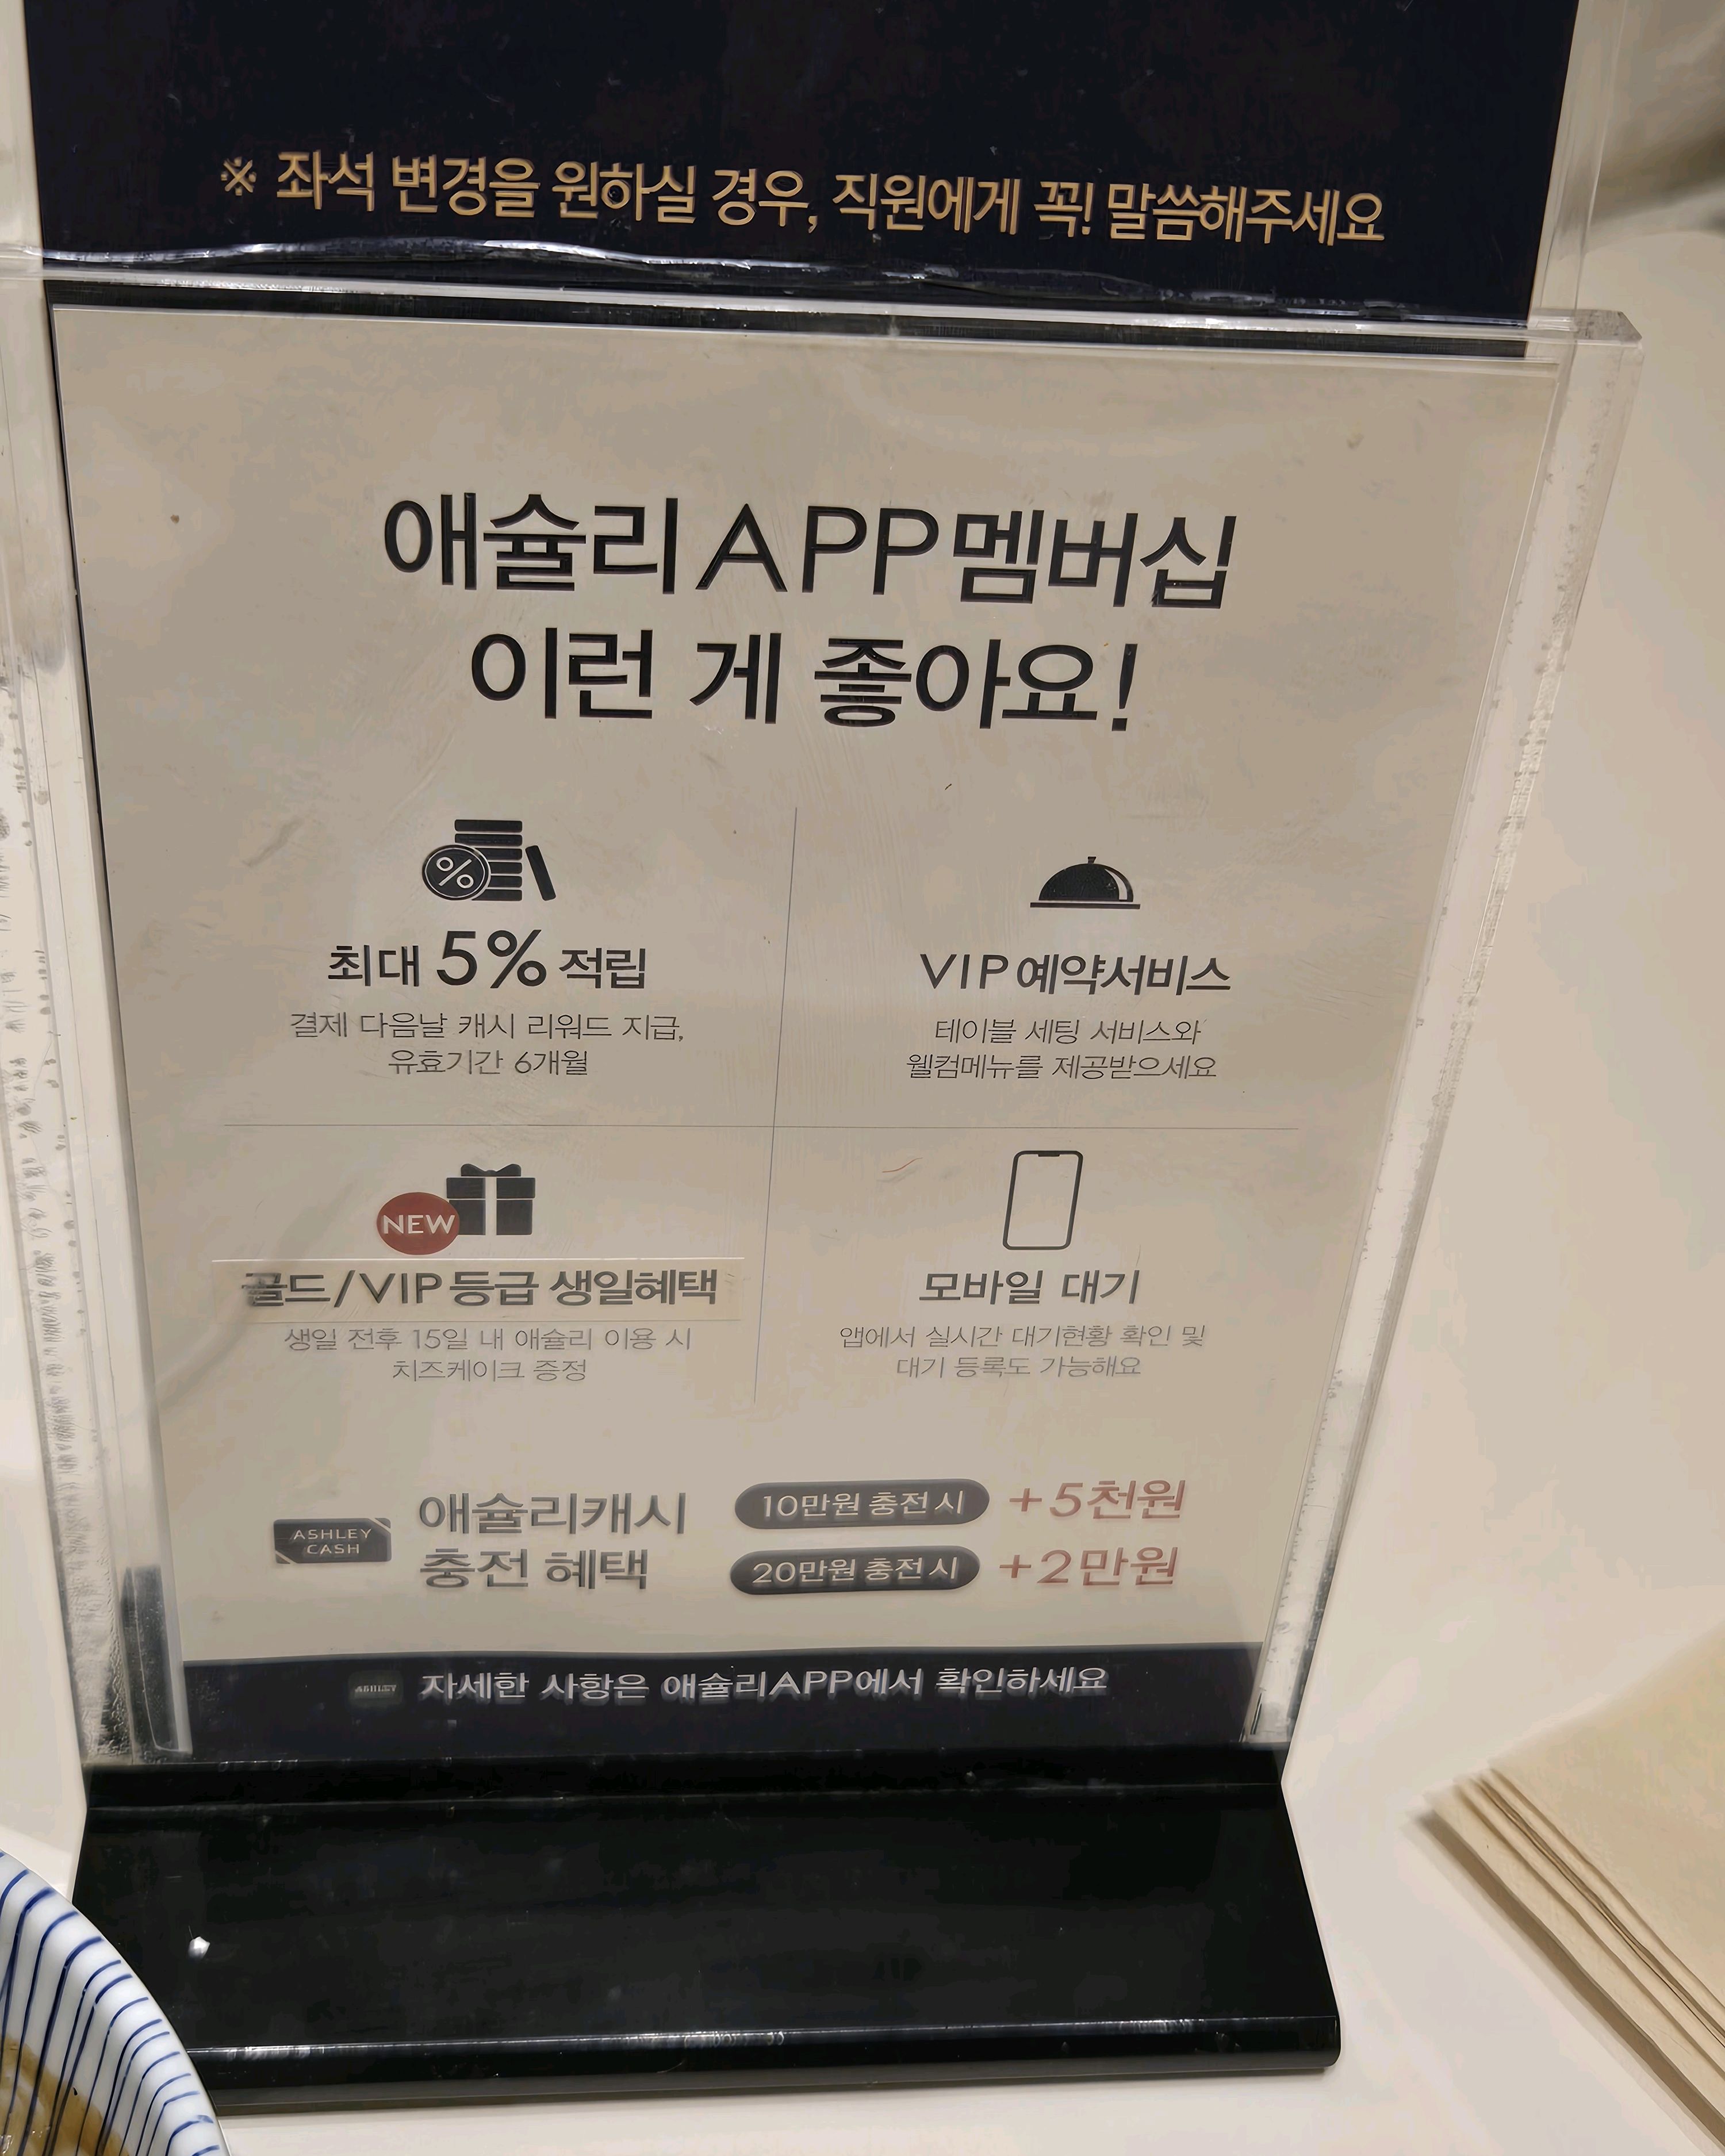 ※ 좌석 변경을 원하실 경우, 직원에게 꼭! 말씀해주세요
애슐리 APP 멤버십
이런 게 좋아요!
최대 5% 적립
결제 다음날 캐시 리워드 지급,
유효기간 6개월
VIP 예약서비스
테이블 세팅 서비스와
웰컴메뉴를 제공받으세요
NEW
골드/VIP 등급 생일혜택
생일 전후 15일 내 애슐리 이용 시
치즈케이크 증정
모바일 대기
앱에서 실시간 대기현황 확인 및
대기 등록도 가능해요
ASHLEY
CASH
애슐리캐시
충전 혜택
10만원 충전 시 +5천원
20만원 충전 시 +2만원
ASHLEY 자세한 사항은 애슐리APP에서 확인하세요